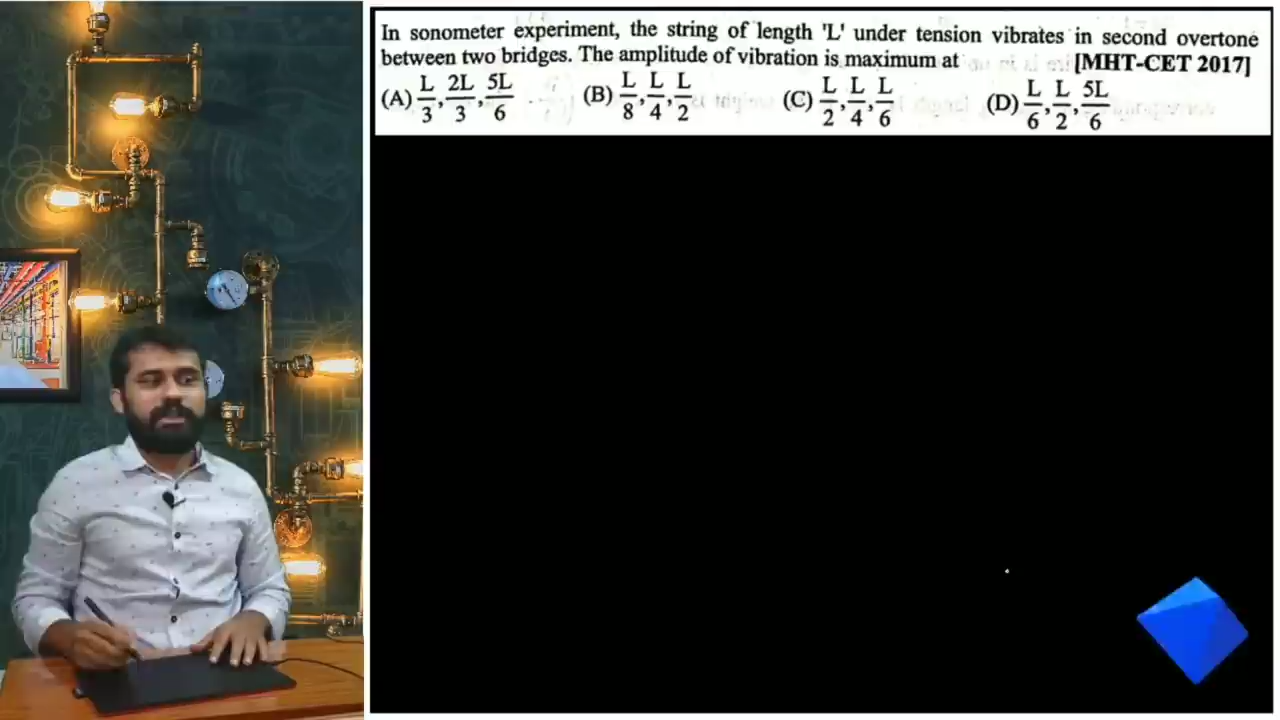 In sonometer experiment, the string of length 'L' under tension vibrates in second overtone
between two bridges. The amplitude of vibration is maximum at [MHT-CET 2017]
(A) L/3, 2L/3, 5L/6 (B) L/8, L/4, L/2 (C) L/2, L/4, L/6 (D) L/6, L/2, 5L/6